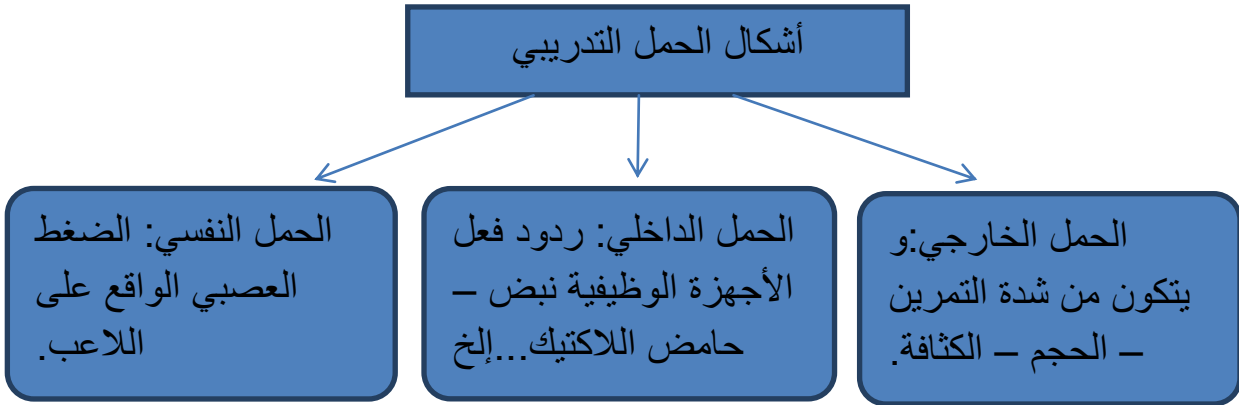 أشكال الحمل التدريبي
الحمل الخارجي:و
يتكون من شدة التمرين
– الحجم – الكثافة.
الحمل الداخلي: ردود فعل
الأجهزة الوظيفية نبض –
حامض اللاكتيك...إلخ
الحمل النفسي: الضغط
العصبي الواقع على
اللاعب.